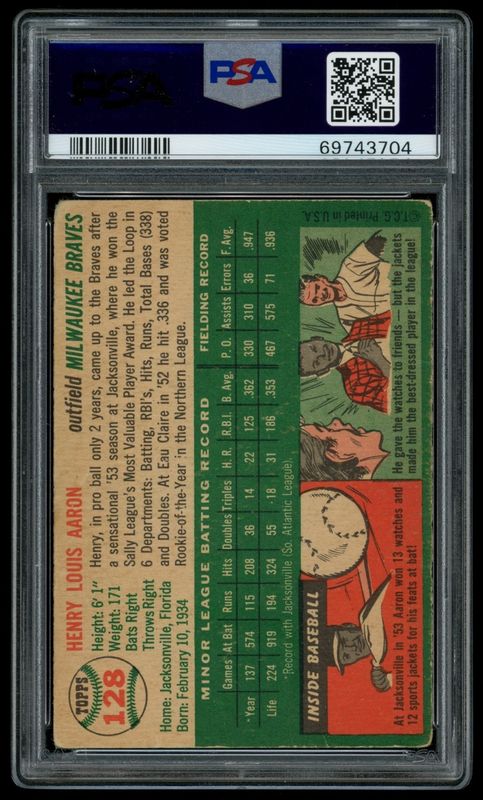 PSA
PSA
69743704
TOPPS
128
HENRY LOUIS AARON
outfield MILWAUKEE BRAVES
Height: 6' 1"
Weight: 171
Bats Right
Throws Right
Home: Jacksonville, Florida
Born: February 10, 1934
Henry, in pro ball only 2 years, came up to the Braves after
a sensational '53 season at Jacksonville, where he won the
Sally League's Most Valuable Player Award. He led the Loop in
6 Departments: Batting, RBI's, Hits, Runs, Total Bases (338)
and Doubles. At Eau Claire in '52 he hit .336 and was voted
Rookie-of-the-Year in the Northern League.
MINOR LEAGUE BATTING RECORD FIELDING RECORD
Games At Bat Runs Hits Doubles Triples H.R. R.B.I. B. Avg. P.O. Assists Errors F. Avg.
Year 137 574 115 208 36 14 22 125 .362 330 310 36 .947
Life 224 919 194 324 55 18 31 186 .353 467 575 71 .936
Record with Jacksonville (So. Atlantic League).
INSIDE BASEBALL
At Jacksonville in '53 Aaron won 13 watches and
12 sports jackets for his feats at bat!
He gave the watches to friends — but the jackets
made him the best-dressed player in the league!
© T.C.G. Printed in U.S.A.